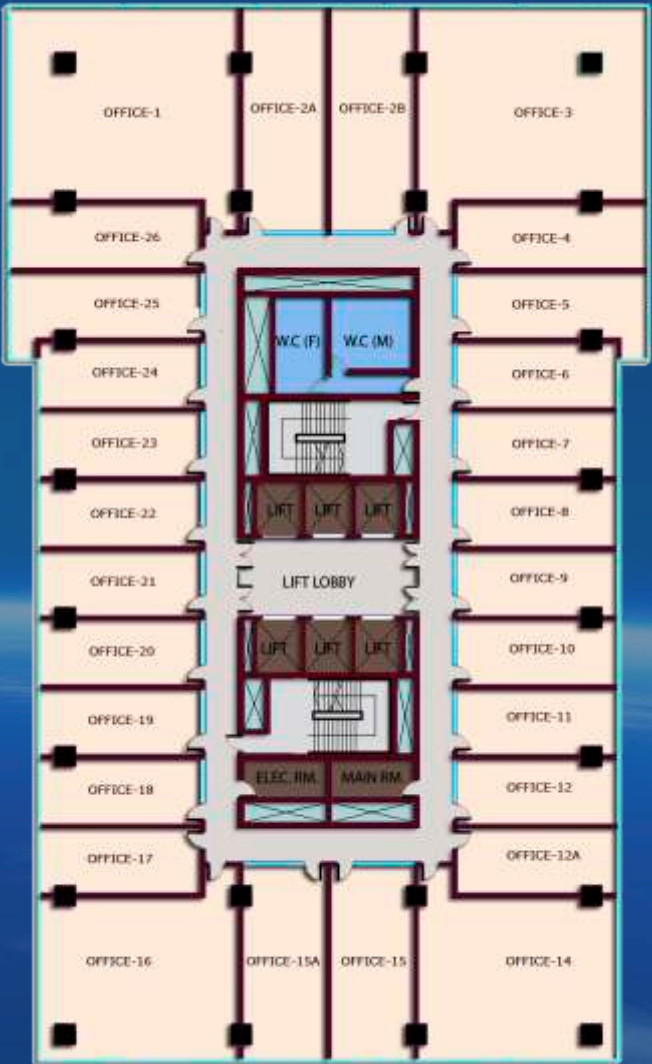 OFFICE-1
OFFICE-2A
OFFICE-2B
OFFICE-3
OFFICE-26
OFFICE-4
OFFICE-25
OFFICE-5
W.C (F)
W.C (M)
OFFICE-24
OFFICE-6
OFFICE-23
OFFICE-7
OFFICE-22
LIFT
LIFT
LIFT
OFFICE-8
OFFICE-21
LIFT LOBBY
OFFICE-9
OFFICE-20
LIFT
LIFT
LIFT
OFFICE-10
OFFICE-19
OFFICE-11
OFFICE-18
ELEC. RM.
MAIN RM.
OFFICE-12
OFFICE-17
OFFICE-12A
OFFICE-16
OFFICE-15A
OFFICE-15
OFFICE-14